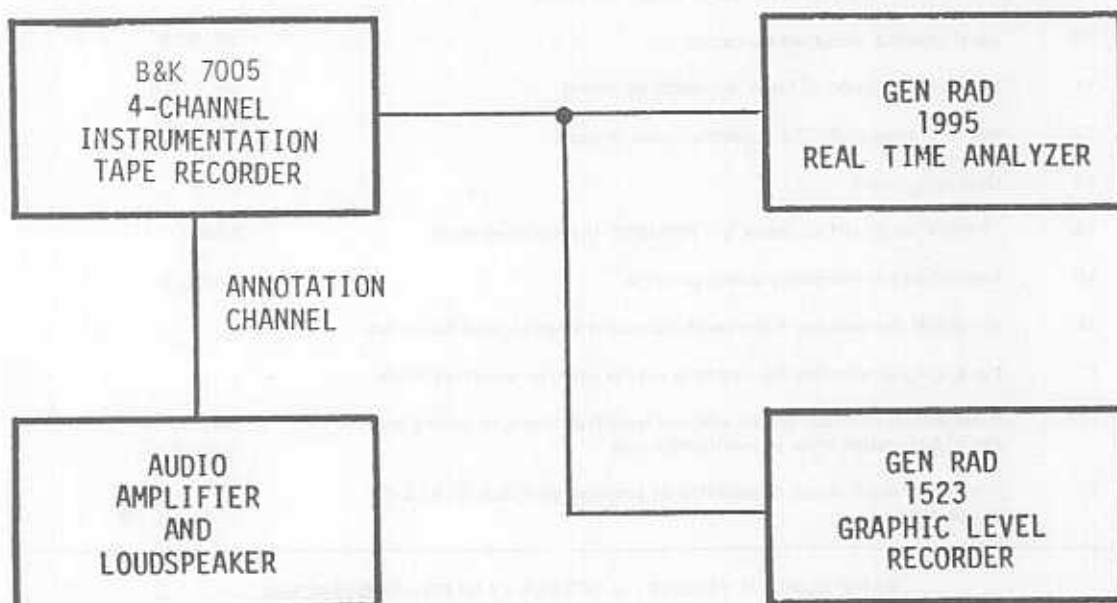 B&K 7005
4-CHANNEL
INSTRUMENTATION
TAPE RECORDER
GEN RAD
1995
REAL TIME ANALYZER
ANNOTATION
CHANNEL
AUDIO
AMPLIFIER
AND
LOUDSPEAKER
GEN RAD
1523
GRAPHIC LEVEL
RECORDER